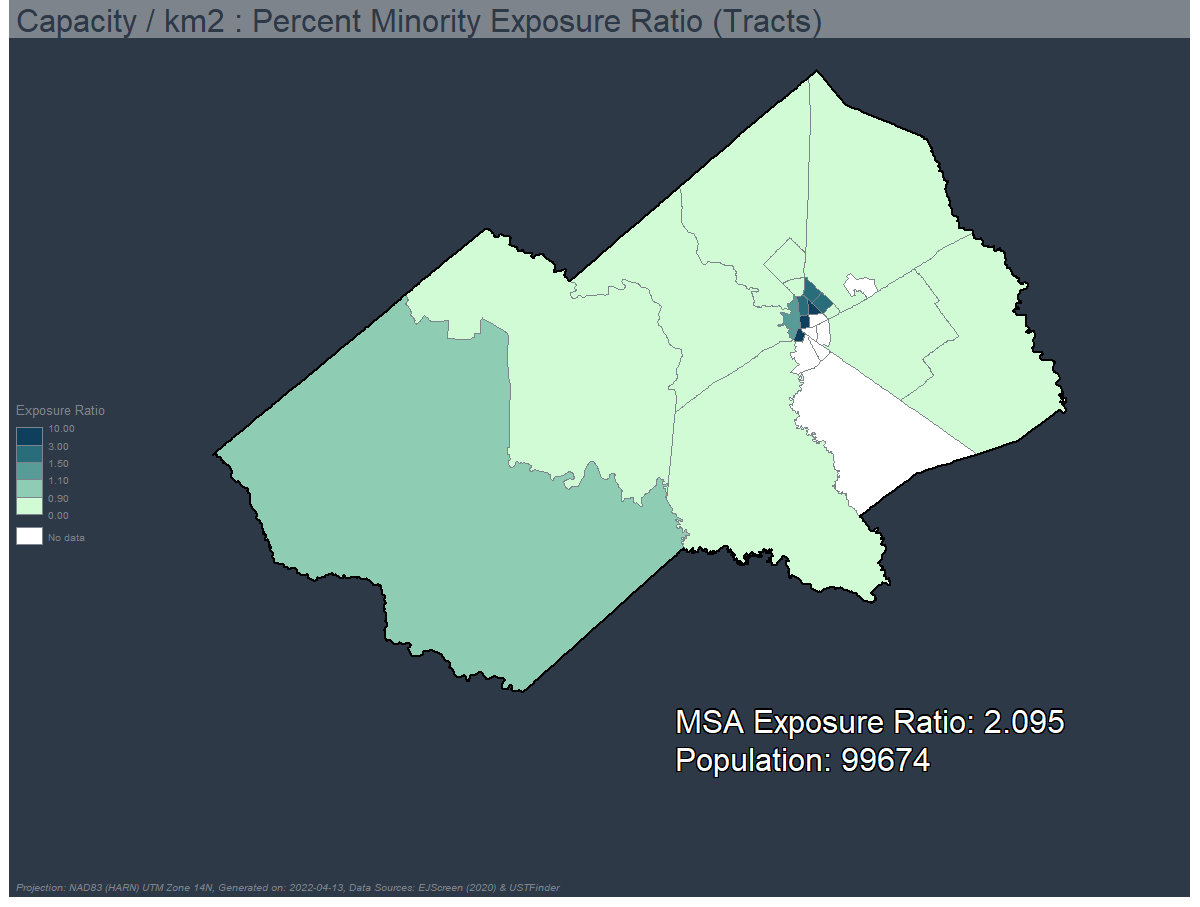 Capacity / km2 : Percent Minority Exposure Ratio (Tracts)
Exposure Ratio
10.00
3.00
1.50
1.10
0.90
0.00
No data
MSA Exposure Ratio: 2.095
Population: 99674
Projection: NAD83 (HARN) UTM Zone 14N, Generated on: 2022-04-13, Data Sources: EJScreen (2020) & USTFinder